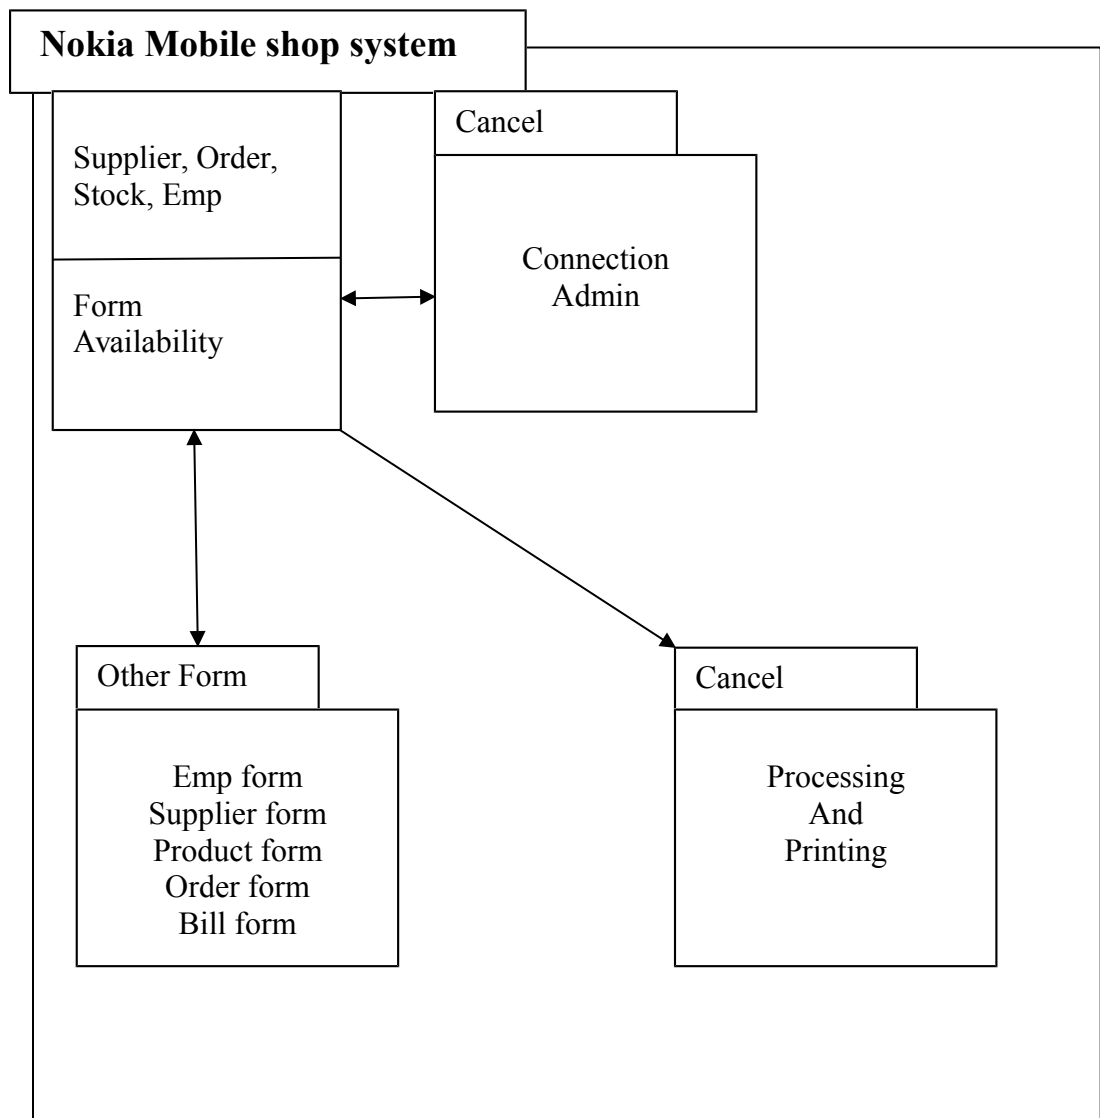 Nokia Mobile shop system
Supplier, Order,
Stock, Emp
Form
Availability
Cancel
Connection
Admin
Other Form
Emp form
Supplier form
Product form
Order form
Bill form
Cancel
Processing
And
Printing